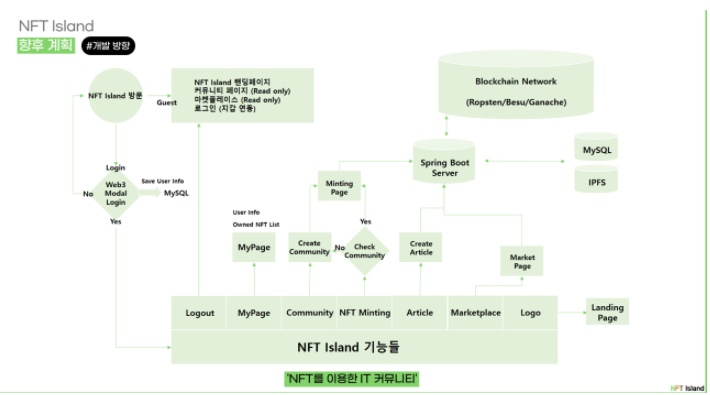 NFT Island
향후 계획
#개발 방향
NFT Island 방문
Guest
NFT Island 랜딩페이지
커뮤니티 페이지 (Read only)
마켓플레이스 (Read only)
로그인 (지갑 연동)
Blockchain Network
(Ropsten/Besu/Ganache)
Spring Boot
Server
MySQL
IPFS
Login
No
Web3
Modal
Login
Save User Info
MySQL
Yes
Minting
Page
User Info
Owned NFT List
MyPage
Create
Community
No
Yes
Check
Community
Create
Article
Market
Page
Logout
MyPage
Community
NFT Minting
Article
Marketplace
Logo
Landing
Page
NFT Island 기능들
'NFT를 이용한 IT 커뮤니티'
NFT Island